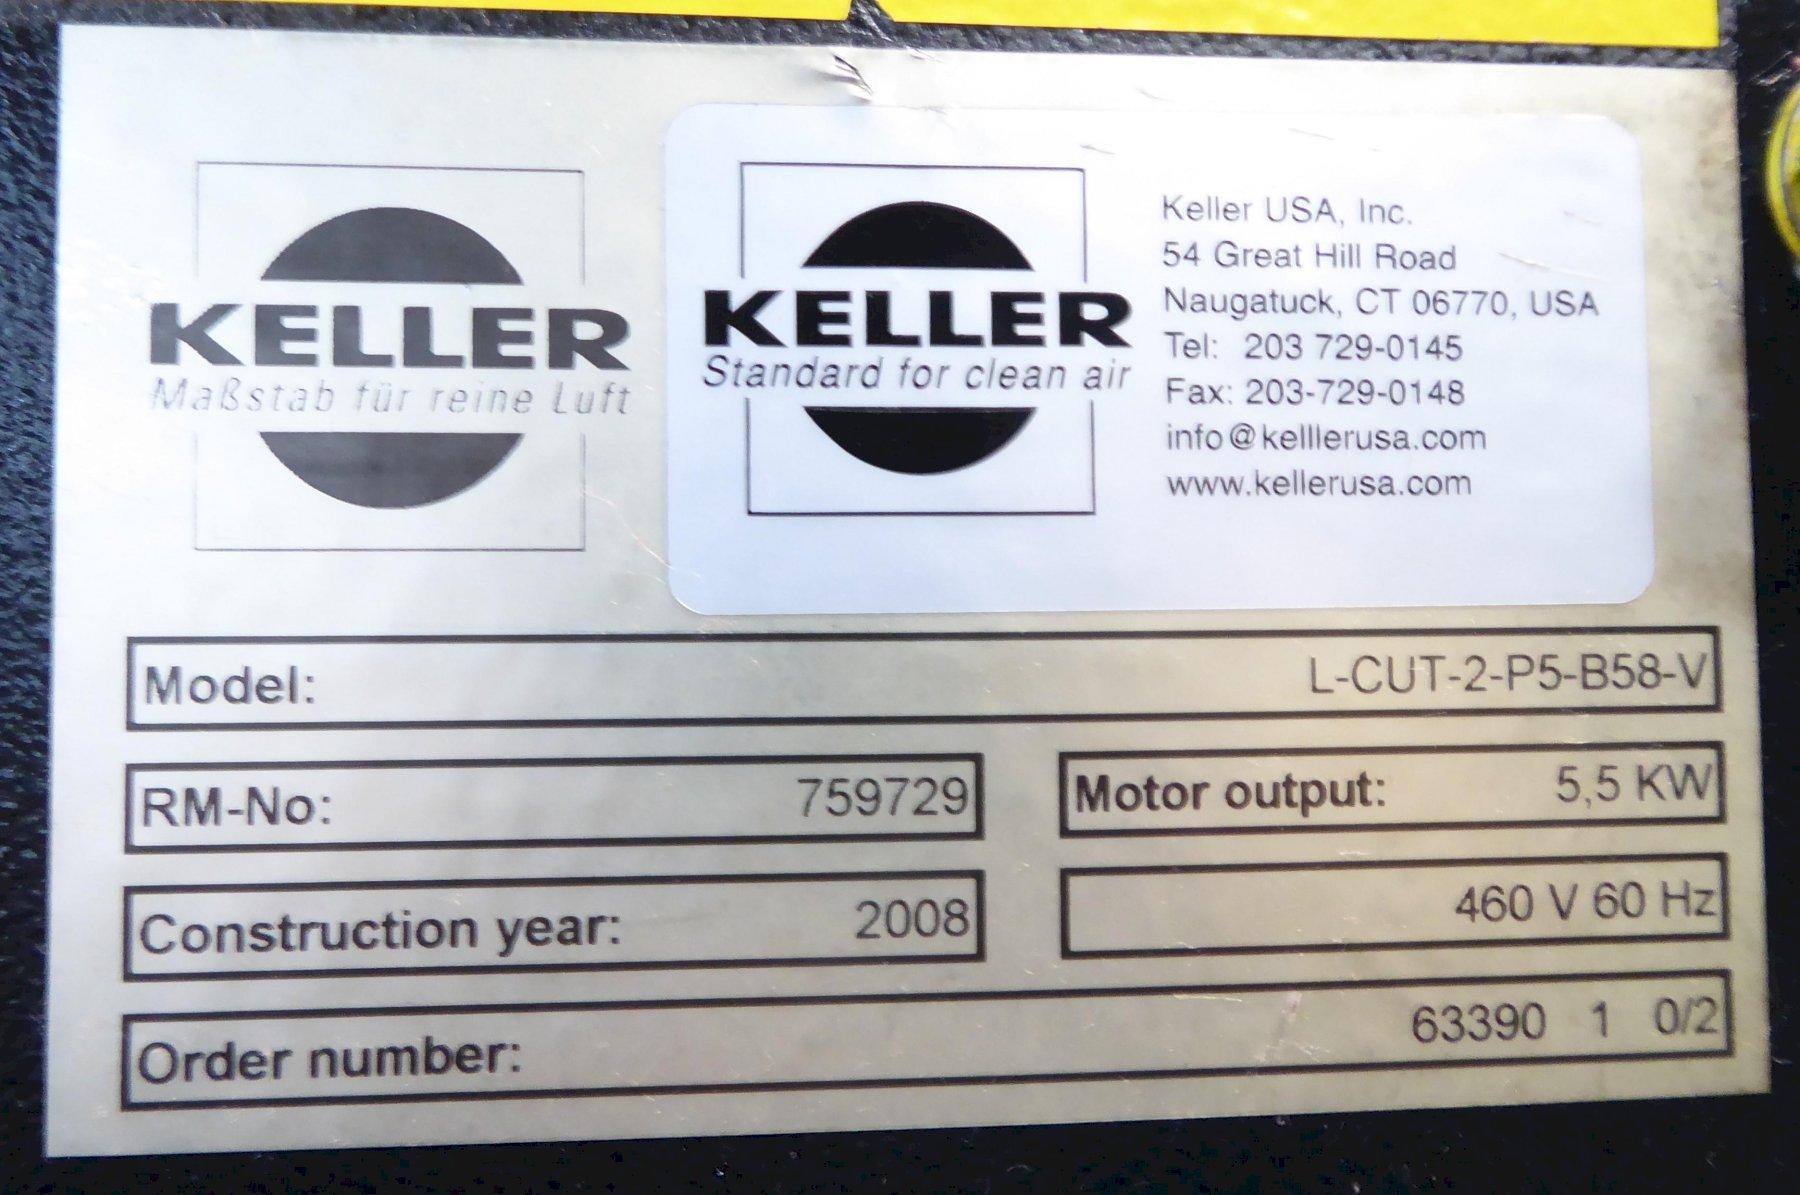 KELLER
Maßstab für reine Luft
KELLER
Standard for clean air
Keller USA, Inc.
54 Great Hill Road
Naugatuck, CT 06770, USA
Tel: 203 729-0145
Fax: 203-729-0148
info@kelllerusa.com
www.kellerusa.com
Model: L-CUT-2-P5-B58-V
RM-No: 759729
Motor output: 5,5 KW
Construction year: 2008
460 V 60 Hz
Order number: 63390 1 0/2